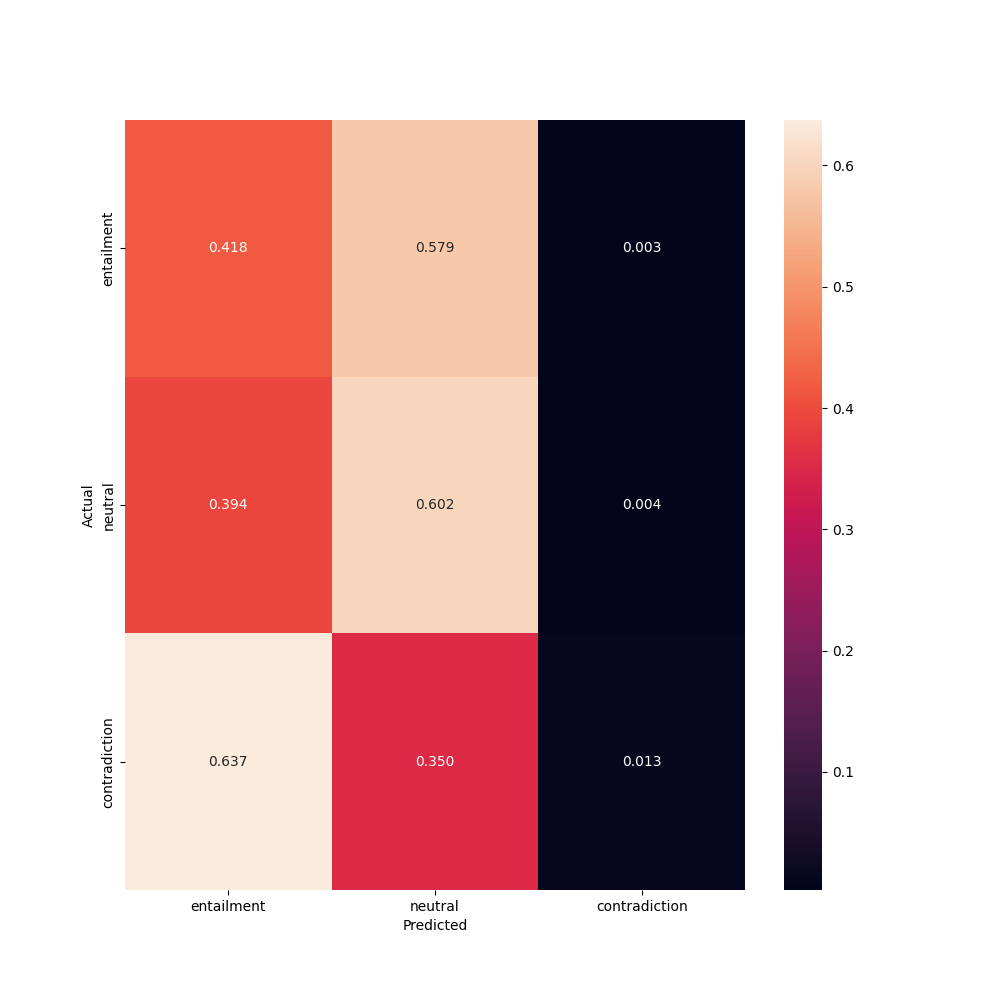 entailment
0.418 0.579 0.003
Actual
neutral
0.394 0.602 0.004
contradiction
0.637 0.350 0.013
entailment neutral contradiction
Predicted
0.6
0.5
0.4
0.3
0.2
0.1